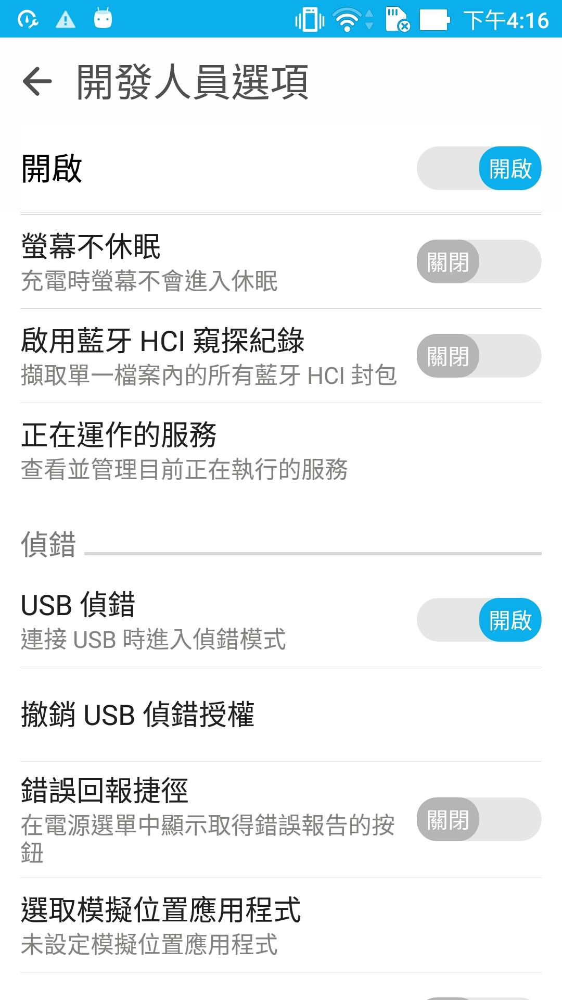 下午4:16
開發人員選項
開啟
開啟
螢幕不休眠
關閉
充電時螢幕不會進入休眠
啟用藍牙 HCI 窺探紀錄
關閉
擷取單一檔案內的所有藍牙 HCI 封包
正在運作的服務
查看並管理目前正在執行的服務
偵錯
USB 偵錯
開啟
連接 USB 時進入偵錯模式
撤銷 USB 偵錯授權
錯誤回報捷徑
關閉
在電源選單中顯示取得錯誤報告的按
鈕
選取模擬位置應用程式
未設定模擬位置應用程式